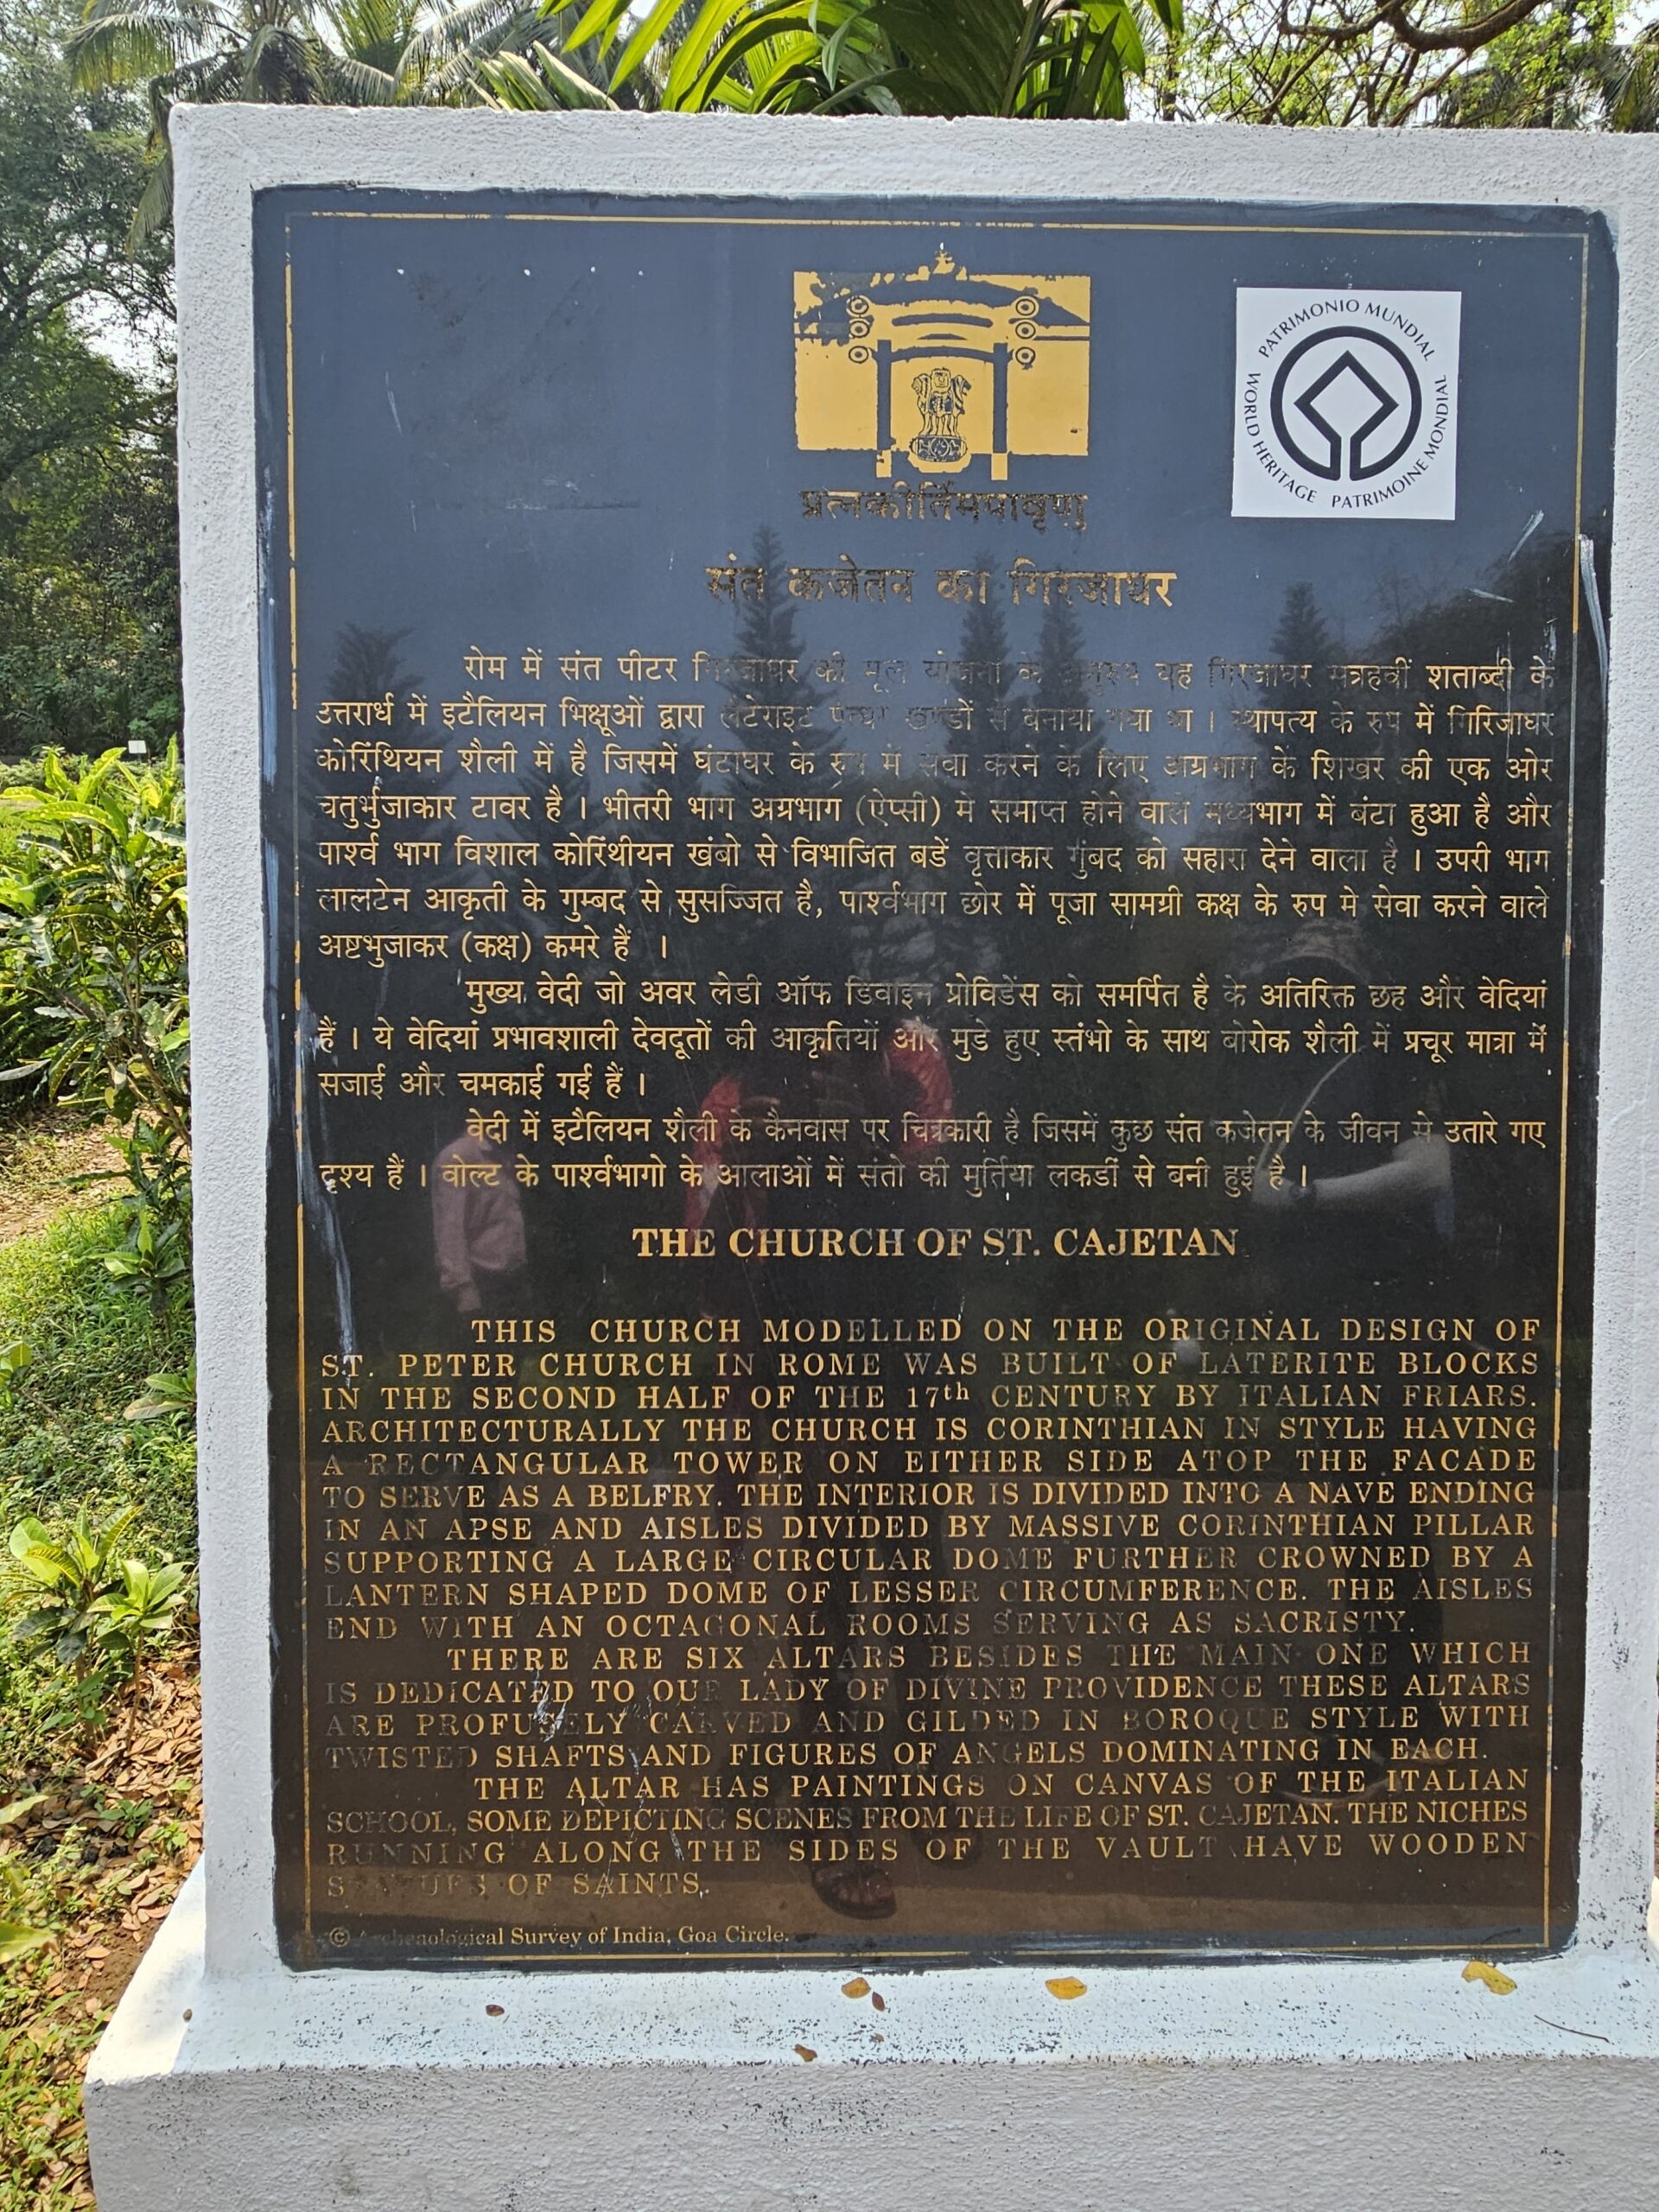 PATRIMONIO MUNDIAL
WORLD HERITAGE
PATRIMOINE MONDIAL
प्रत्नकीर्तिमपावृणु
संत कजेतन का गिरजाघर
रोम में संत पीटर गिरजाघर की मूल योजना के अनुरुप यह गिरजाघर सत्रहवीं शताब्दी के
उत्तरार्ध में इटैलियन भिक्षूओं द्वारा लेटेराइट पत्थर खण्डों से बनाया गया था । स्थापत्य के रुप में गिरिजाघर
कोरिंथियन शैली में है जिसमें घंटाघर के रुप में सेवा करने के लिए अग्रभाग के शिखर की एक ओर
चतुर्भुजाकार टावर है । भीतरी भाग अग्रभाग (ऐप्सी) मे समाप्त होने वाले मध्यभाग में बंटा हुआ है और
पार्श्व भाग विशाल कोरिंथीयन खंबो से विभाजित बडें वृत्ताकार गुंबद को सहारा देने वाला है । उपरी भाग
लालटेन आकृती के गुम्बद से सुसज्जित है, पार्श्वभाग छोर में पूजा सामग्री कक्ष के रुप मे सेवा करने वाले
अष्टभुजाकर (कक्ष) कमरे हैं ।
मुख्य वेदी जो अवर लेडी ऑफ डिवाइन प्रोविडेंस को समर्पित है के अतिरिक्त छह और वेदियां
हैं । ये वेदियां प्रभावशाली देवदूतों की आकृतियों और मुडे हुए स्तंभो के साथ बोरोक शैली में प्रचूर मात्रा में
सजाई और चमकाई गई हैं ।
वेदी में इटैलियन शैली के कैनवास पर चित्रकारी है जिसमें कुछ संत कजेतन के जीवन से उतारे गए
दृश्य हैं । वोल्ट के पार्श्वभागो के आलाओं में संतो की मुर्तिया लकडी से बनी हुई है ।
THE CHURCH OF ST. CAJETAN
THIS CHURCH MODELLED ON THE ORIGINAL DESIGN OF
ST. PETER CHURCH IN ROME WAS BUILT OF LATERITE BLOCKS
IN THE SECOND HALF OF THE 17th CENTURY BY ITALIAN FRIARS.
ARCHITECTURALLY THE CHURCH IS CORINTHIAN IN STYLE HAVING
A RECTANGULAR TOWER ON EITHER SIDE ATOP THE FACADE
TO SERVE AS A BELFRY. THE INTERIOR IS DIVIDED INTO A NAVE ENDING
IN AN APSE AND AISLES DIVIDED BY MASSIVE CORINTHIAN PILLAR
SUPPORTING A LARGE CIRCULAR DOME FURTHER CROWNED BY A
LANTERN SHAPED DOME OF LESSER CIRCUMFERENCE. THE AISLES
END WITH AN OCTAGONAL ROOMS SERVING AS SACRISTY.
THERE ARE SIX ALTARS BESIDES THE MAIN ONE WHICH
IS DEDICATED TO OUR LADY OF DIVINE PROVIDENCE THESE ALTARS
ARE PROFUSELY CARVED AND GILDED IN BOROQUE STYLE WITH
TWISTED SHAFTS AND FIGURES OF ANGELS DOMINATING IN EACH.
THE ALTAR HAS PAINTINGS ON CANVAS OF THE ITALIAN
SCHOOL, SOME DEPICTING SCENES FROM THE LIFE OF ST. CAJETAN. THE NICHES
RUNNING ALONG THE SIDES OF THE VAULT HAVE WOODEN
STATUES OF SAINTS.
© Archaeological Survey of India, Goa Circle.